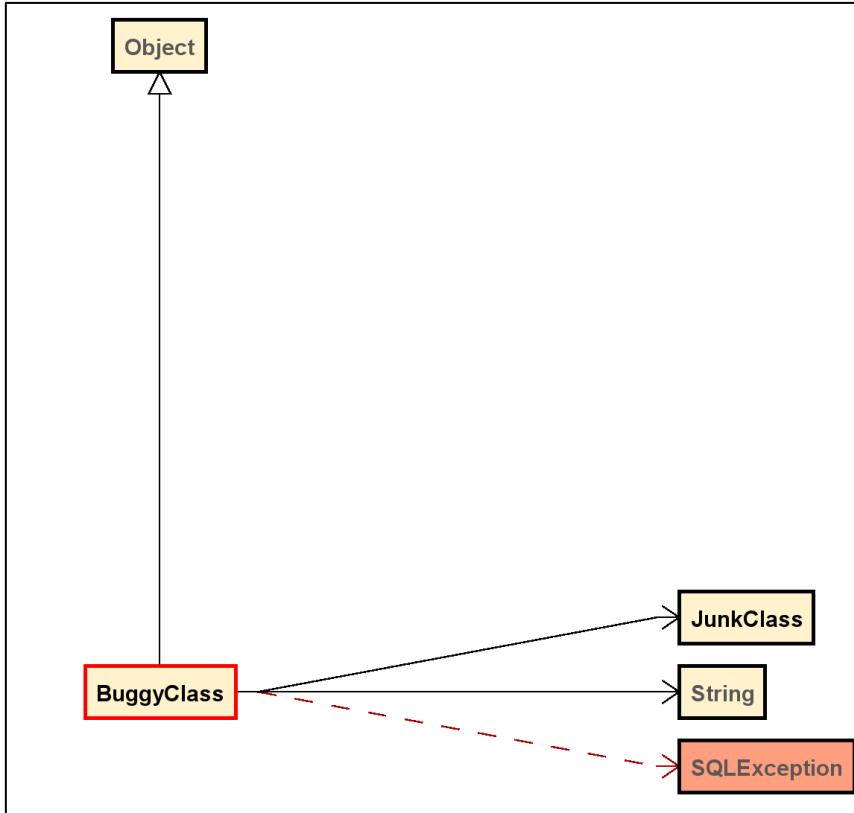 Object
JunkClass
BuggyClass
String
SQLException